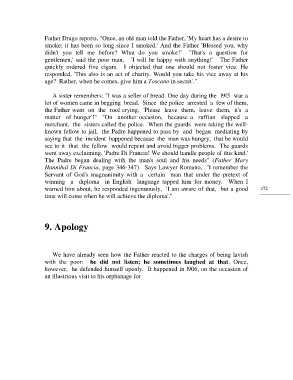 Father Drago reports, "Once, an old man told the Father, 'My heart has a desire to
smoke; it has been so long since I smoked.' And the Father 'Blessed you, why
didn't you tell me before? What do you smoke?' "That's a question for
gentlemen,' said the poor man, 'I will be happy with anything!' The Father
quickly ordered five cigars. I objected that one should not foster vice. He
responded, 'This also is an act of charity. Would you take his vice away at his
age? Rather, when he comes, give him a Toscano in secret'."
A sister remembers: "I was a seller of bread. One day during the 1915 war a
lot of women came in begging bread. Since the police arrested a few of them,
the Father went on the road crying, 'Please leave them, leave them, it's a
matter of hunger!'" "On another occasion, because a ruffian slapped a
merchant, the sisters called the police. When the guards were taking the well-
known fellow to jail, the Padre happened to pass by and began mediating by
saying that the incident happened because the man was hungry, that he would
see to it that the fellow would repent and avoid bigger problems. The guards
went away exclaiming, 'Padre Di Francia! We should handle people of this kind.'
The Padre began dealing with the man's soul and his needs" (Father Mary
Hannibal Di Francia, page 346-347). Says Lawyer Romano, "I remember the
Servant of God's magnanimity with a certain man that under the pretext of
winning a diploma in English language tapped him for money. When I
warned him about, he responded ingenuously, 'I am aware of that, but a good
time will come when he will achieve the diploma'."
472
9. Apology
We have already seen how the Father reacted to the charges of being lavish
with the poor: he did not listen; he sometimes laughed at that. Once,
however, he defended himself openly. It happened in 1906, on the occasion of
an illustrious visit to his orphanage for